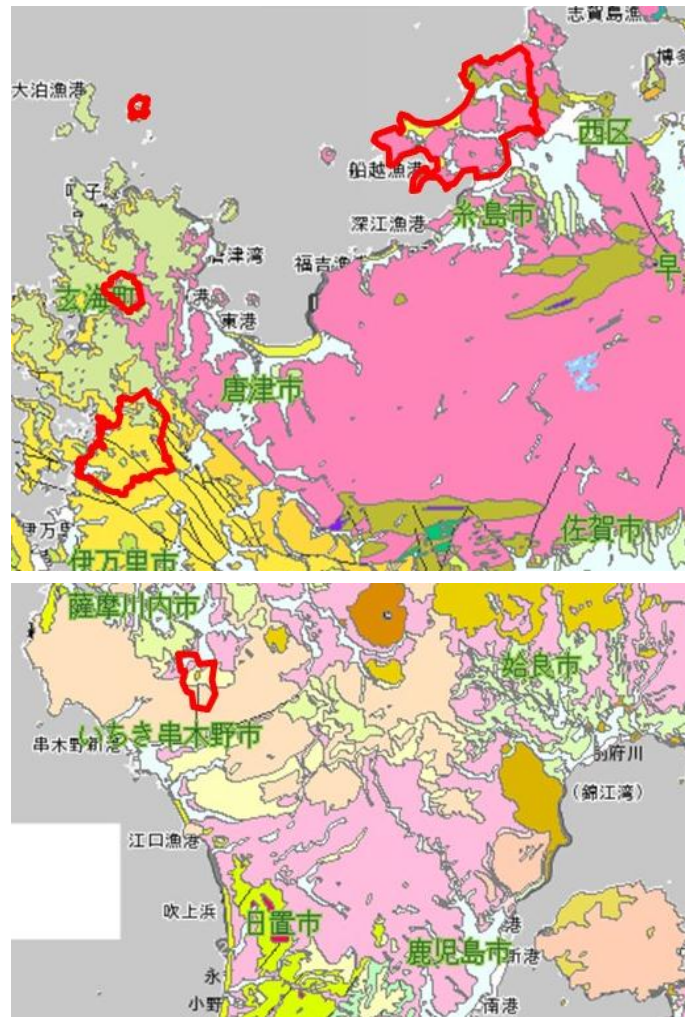 志賀島漁
博多
大泊漁港
西区
船越漁港
糸島市
深江漁港
唐津湾
福吉漁
早
玄海町
港
東港
唐津市
伊万里
佐賀市
伊万里市
薩摩川内市
姶良市
いちき串木野市
串木野新港
別府川
(錦江湾)
江口漁港
吹上浜
日置市
港
鹿児島市
新港
永
小野
南港